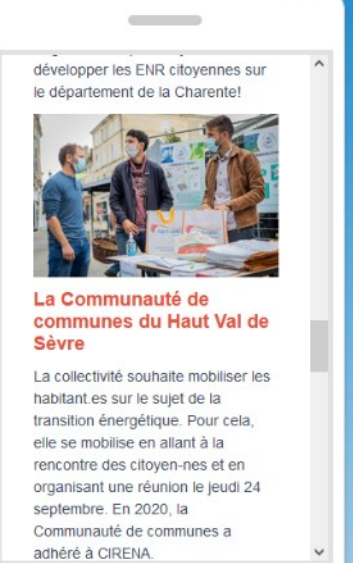 développer les ENR citoyennes sur
le département de la Charente!
La Communauté de
communes du Haut Val de
Sèvre
La collectivité souhaite mobiliser les
habitant.es sur le sujet de la
transition énergétique. Pour cela,
elle se mobilise en allant à la
rencontre des citoyen-nes et en
organisant une réunion le jeudi 24
septembre. En 2020, la
Communauté de communes a
adhéré à CIRENA.